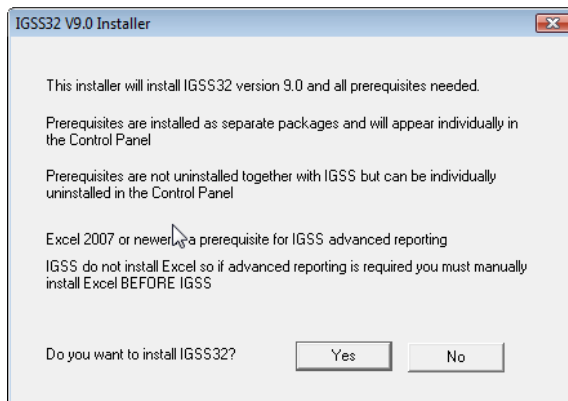 IGSS32 V9.0 Installer
This installer will install IGSS32 version 9.0 and all prerequisites needed.
Prerequisites are installed as separate packages and will appear individually in
the Control Panel
Prerequisites are not uninstalled together with IGSS but can be individually
uninstalled in the Control Panel
Excel 2007 or newer a prerequisite for IGSS advanced reporting
IGSS do not install Excel so if advanced reporting is required you must manually
install Excel BEFORE IGSS
Do you want to install IGSS32?
Yes
No